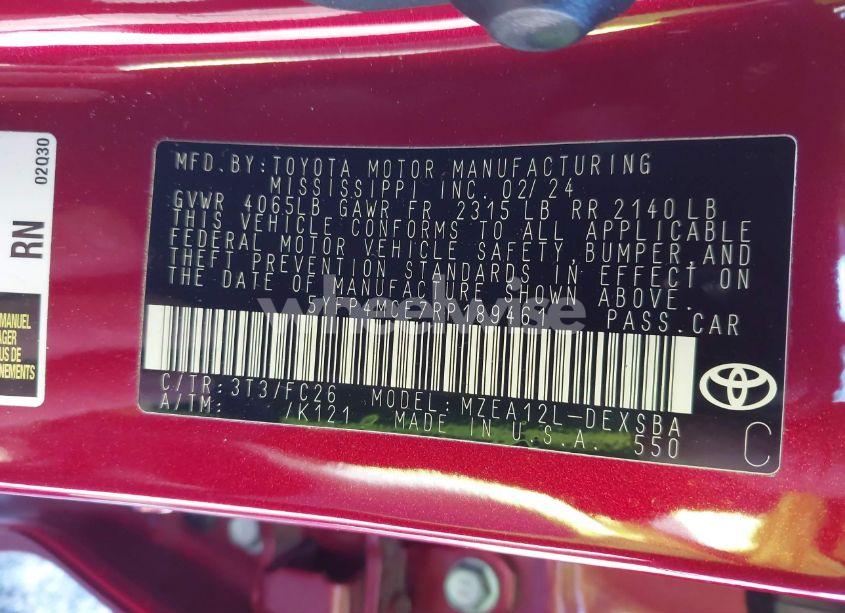 MFD. BY: TOYOTA MOTOR MANUFACTURING
MISSISSIPPI INC. 02/24
GVWR 4065LB GAWR FR 2315 LB RR 2140 LB
THIS VEHICLE CONFORMS TO ALL APPLICABLE
FEDERAL MOTOR VEHICLE SAFETY, BUMPER, AND
THEFT PREVENTION STANDARDS IN EFFECT ON
THE DATE OF MANUFACTURE SHOWN ABOVE.
PASS. CAR
C/TR: 3T3/FC26 MODEL: MZEA12L-DEXSBA
A/TM: /K121 MADE IN U.S.A. 550
C
wheelwise
RN
02Q30
MANUEL
US DE